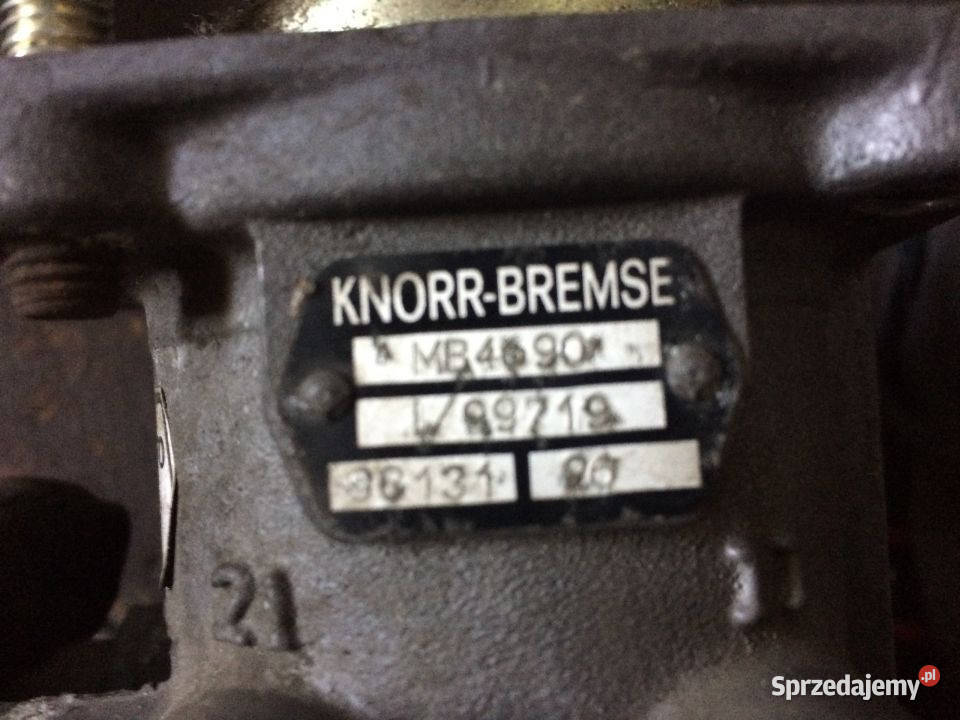 KNORR-BREMSE
MB4690
I/89719
96131
21
Sprzedajemy.pl